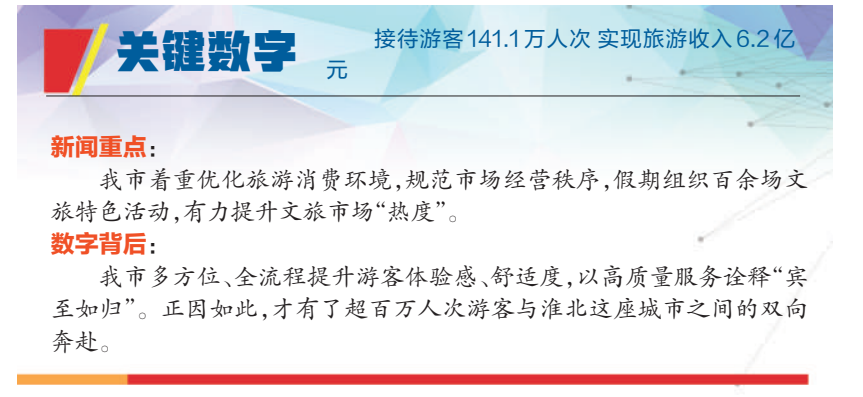 关键数字
接待游客141.1万人次 实现旅游收入6.2亿
元
新闻重点：
我市着重优化旅游消费环境，规范市场经营秩序，假期组织百余场文
旅特色活动，有力提升文旅市场“热度”。
数字背后：
我市多方位、全流程提升游客体验感、舒适度，以高质量服务诠释“宾
至如归”。正因如此，才有了超百万人次游客与淮北这座城市之间的双向
奔赴。